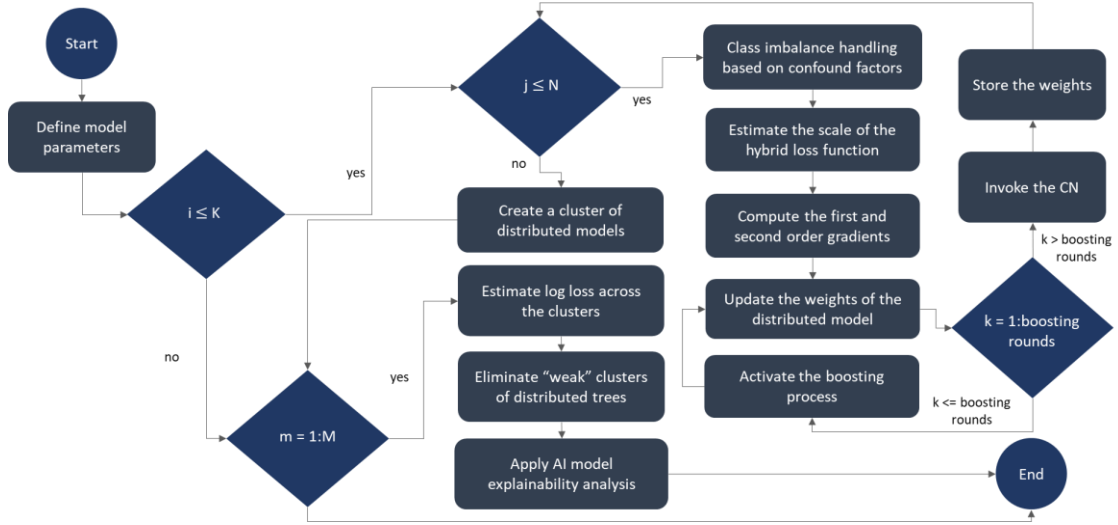 Start
Define model
parameters
i ≤ K
yes
no
j ≤ N
yes
no
Create a cluster of
distributed models
m = 1:M
yes
Estimate log loss across
the clusters
Eliminate “weak” clusters
of distributed trees
Apply AI model
explainability analysis
Class imbalance handling
based on confound factors
Estimate the scale of the
hybrid loss function
Compute the first and
second order gradients
Update the weights of the
distributed model
Activate the boosting
process
k = 1:boosting
rounds
k <= boosting
rounds
k > boosting
rounds
Invoke the CN
Store the weights
End